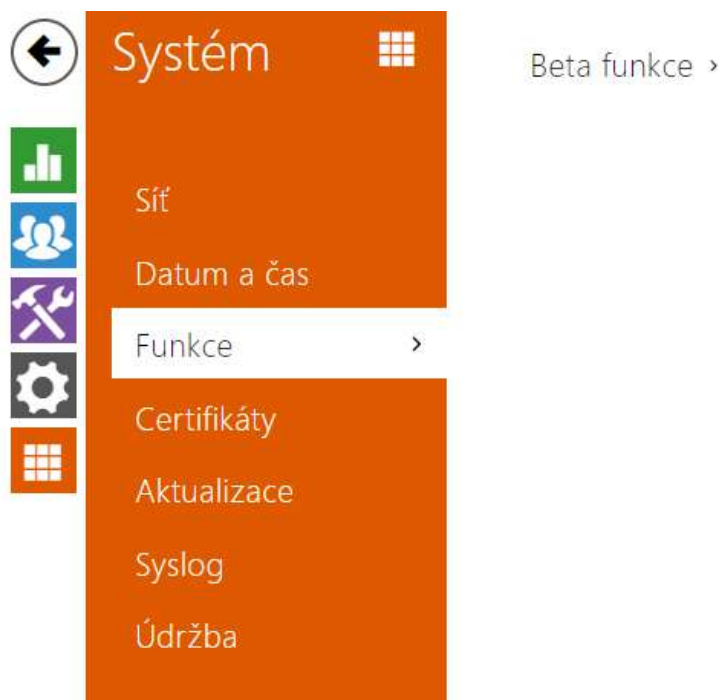 Systém
Síť
Datum a čas
Funkce ›
Certifikáty
Aktualizace
Syslog
Údržba
Beta funkce ›